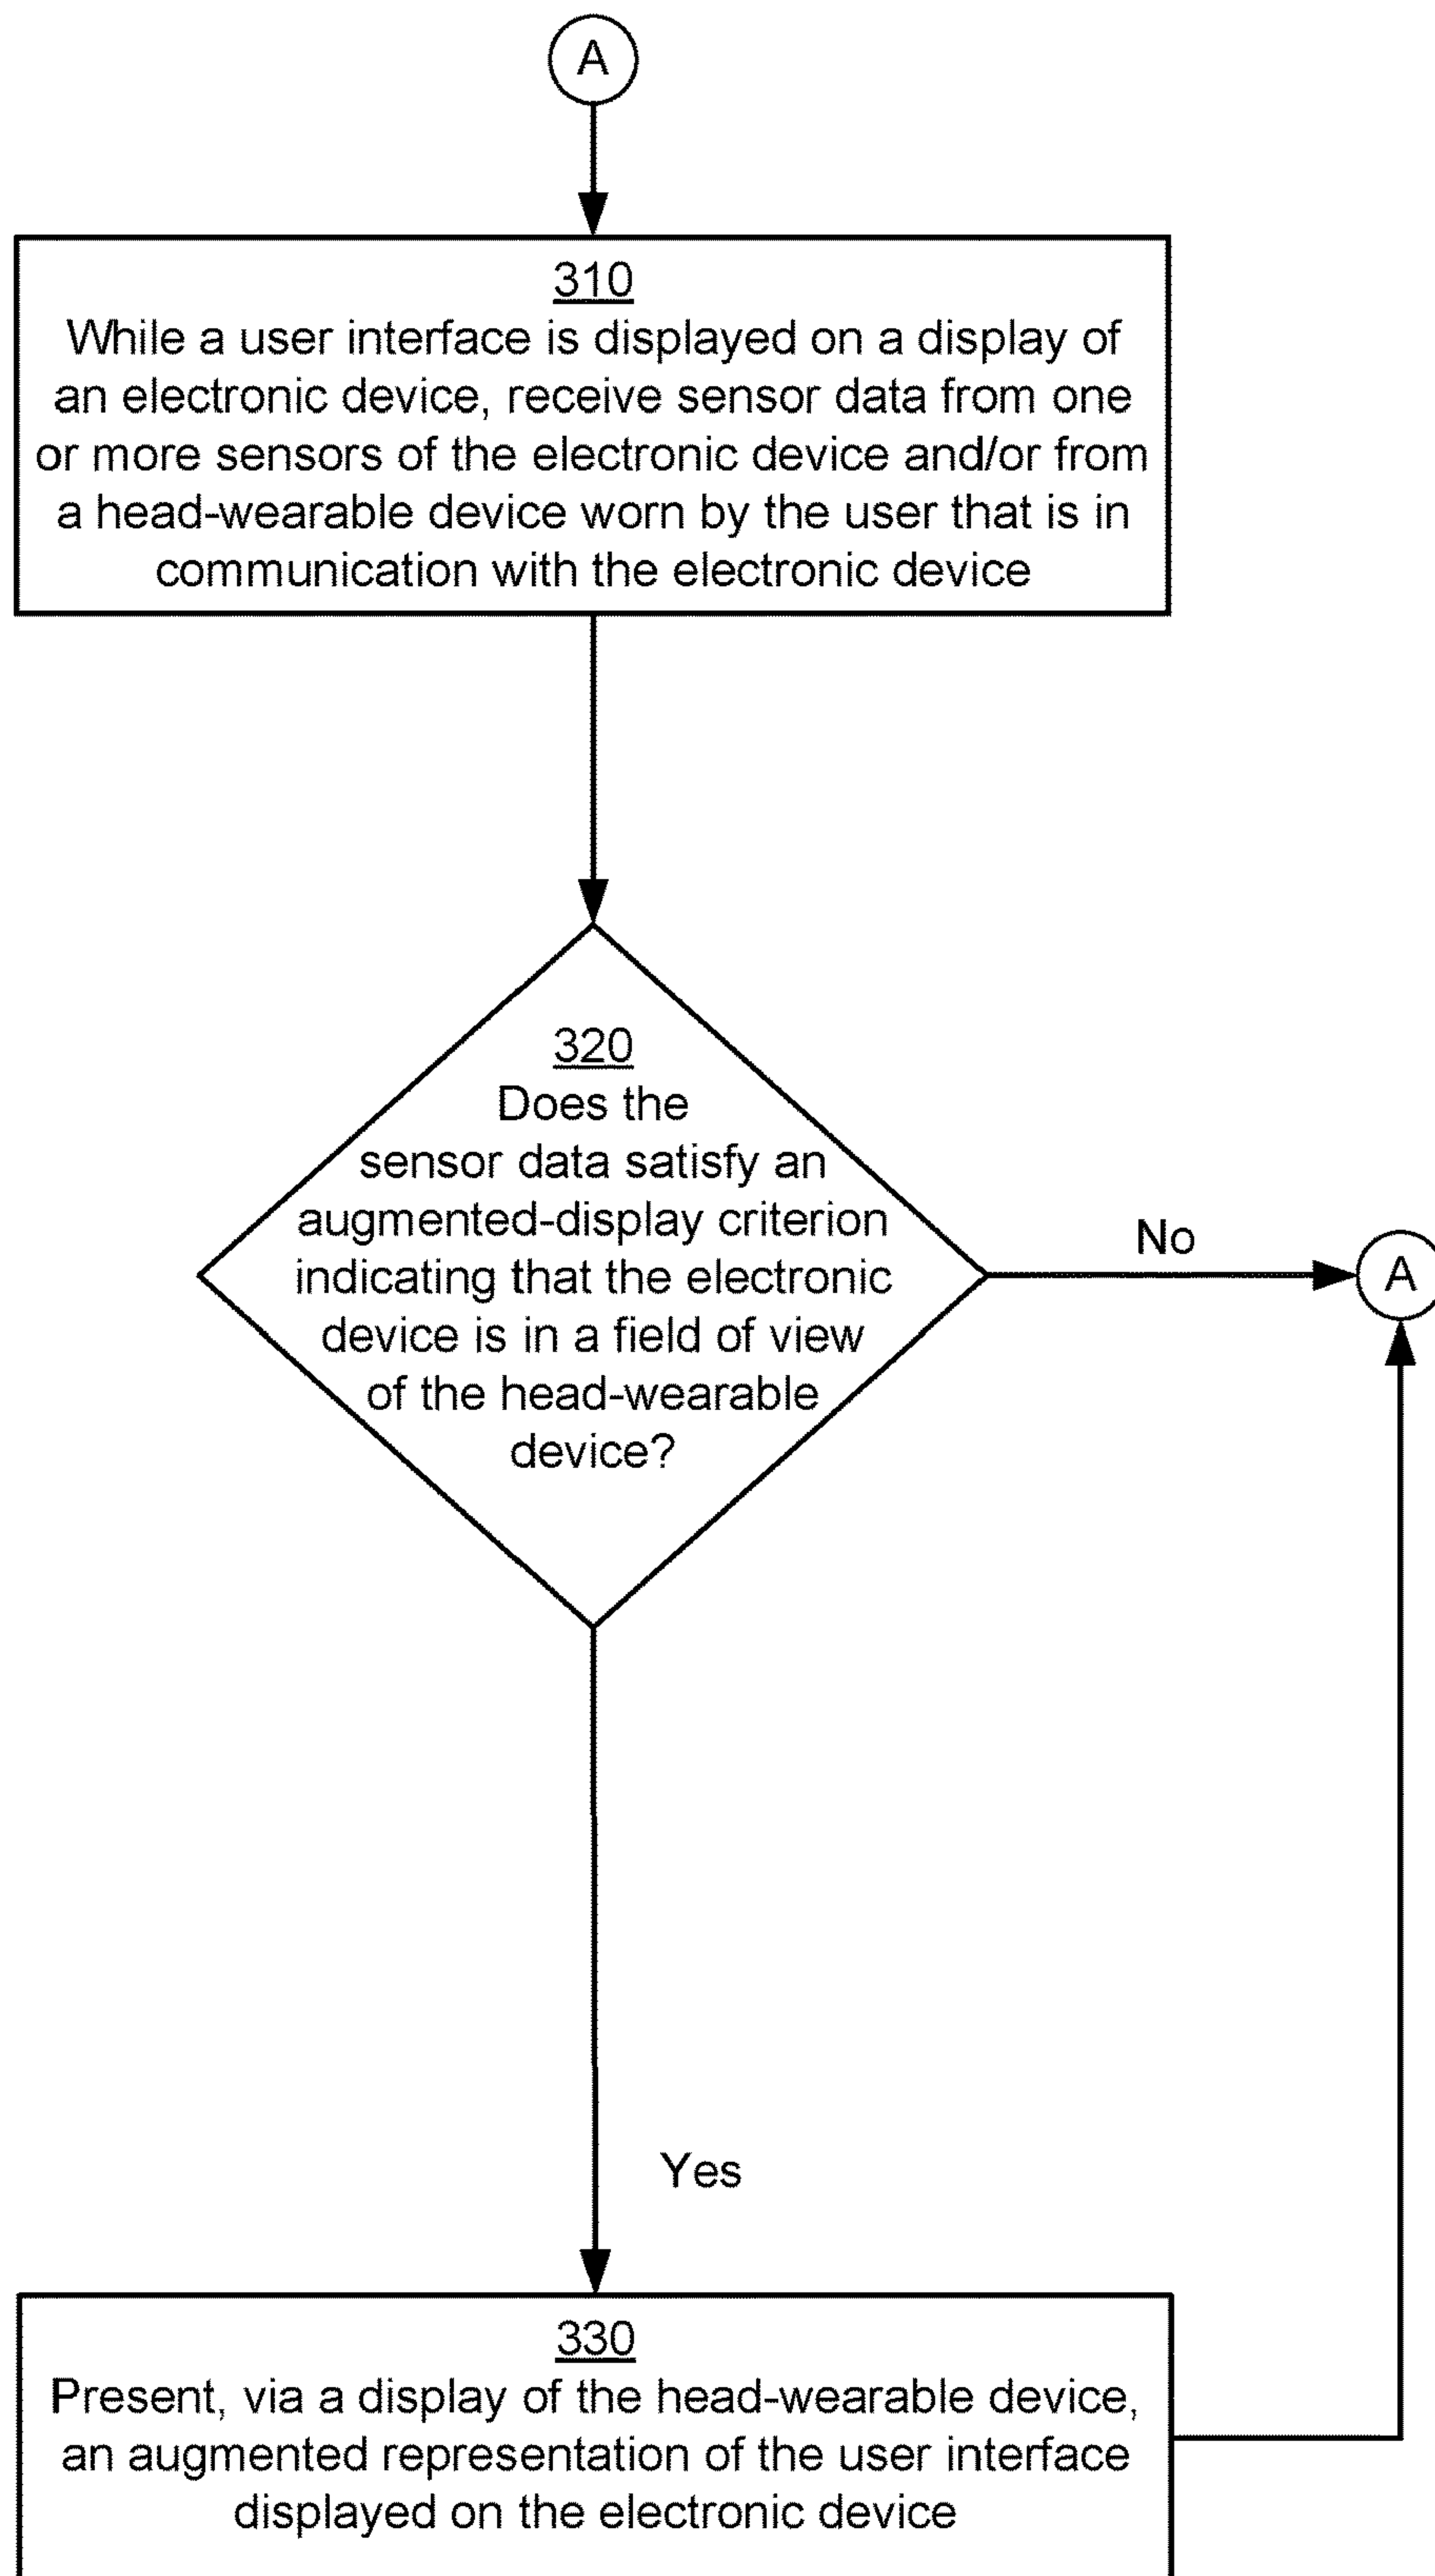 A
310
While a user interface is displayed on a display of
an electronic device, receive sensor data from one
or more sensors of the electronic device and/or from
a head-wearable device worn by the user that is in
communication with the electronic device
320
Does the
sensor data satisfy an
augmented-display criterion
indicating that the electronic
device is in a field of view
of the head-wearable
device?
No
A
Yes
330
Present, via a display of the head-wearable device,
an augmented representation of the user interface
displayed on the electronic device